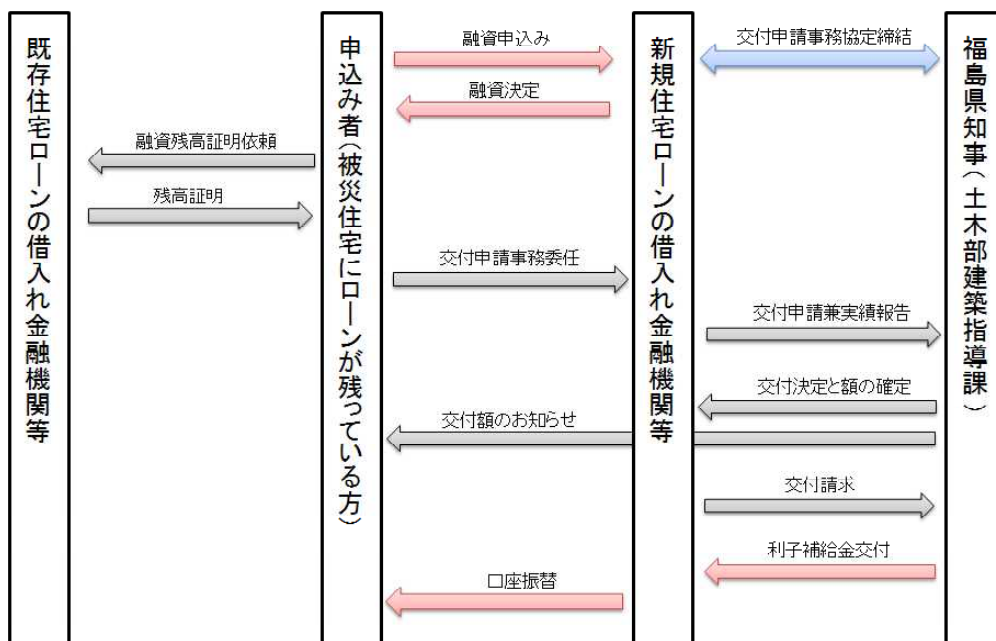 既存住宅ローンの借入れ金融機関等
申込み者(被災住宅にローンが残っている方)
新規住宅ローンの借入れ金融機関等
福島県知事(土木部建築指導課)
融資申込み
交付申請事務協定締結
融資決定
融資残高証明依頼
残高証明
交付申請事務委任
交付申請兼実績報告
交付決定と額の確定
交付額のお知らせ
交付請求
利子補給金交付
口座振替